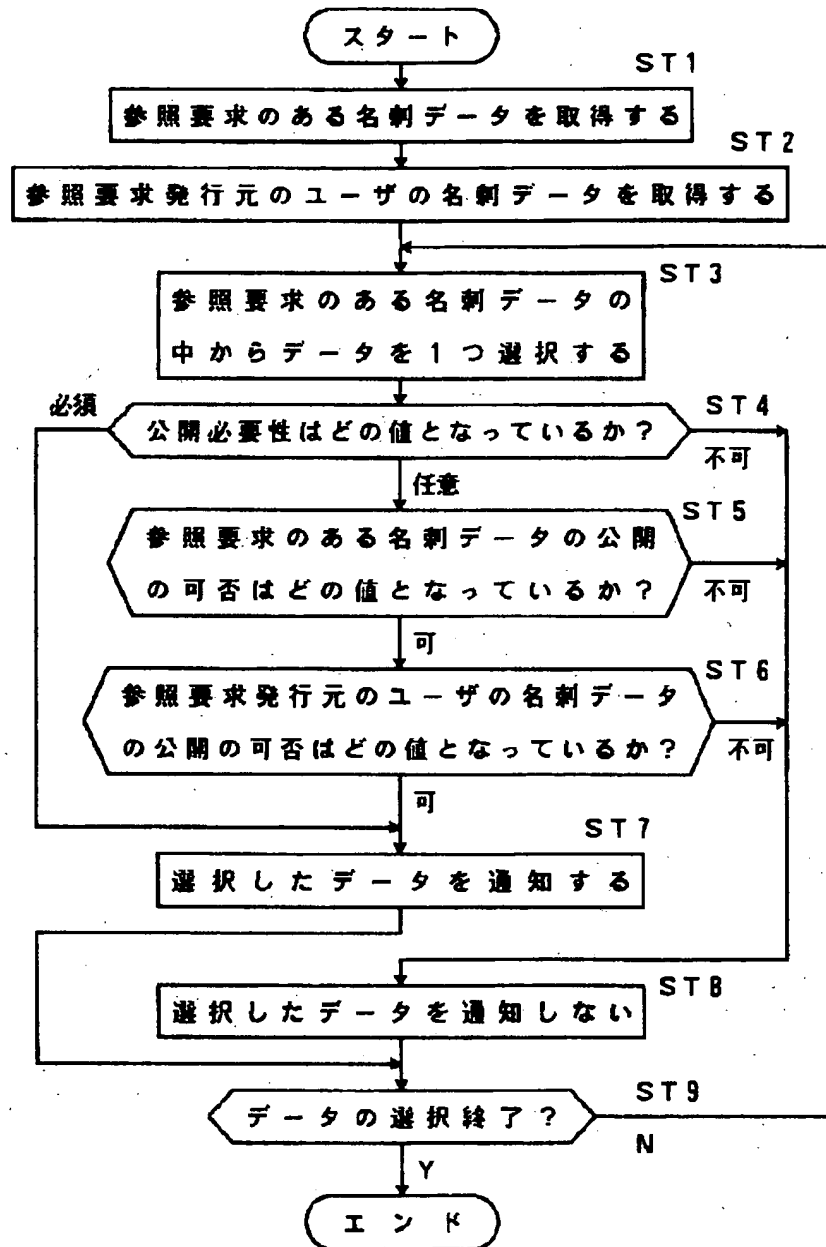 スタート
ST1
参照要求のある名刺データを取得する
ST2
参照要求発行元のユーザの名刺データを取得する
ST3
参照要求のある名刺データの
中からデータを1つ選択する
必須
ST4
公開必要性はどの値となっているか?
不可
任意
ST5
参照要求のある名刺データの公開
の可否はどの値となっているか?
不可
可
ST6
参照要求発行元のユーザの名刺データ
の公開の可否はどの値となっているか?
不可
可
ST7
選択したデータを通知する
ST8
選択したデータを通知しない
ST9
データの選択終了?
N
Y
エンド